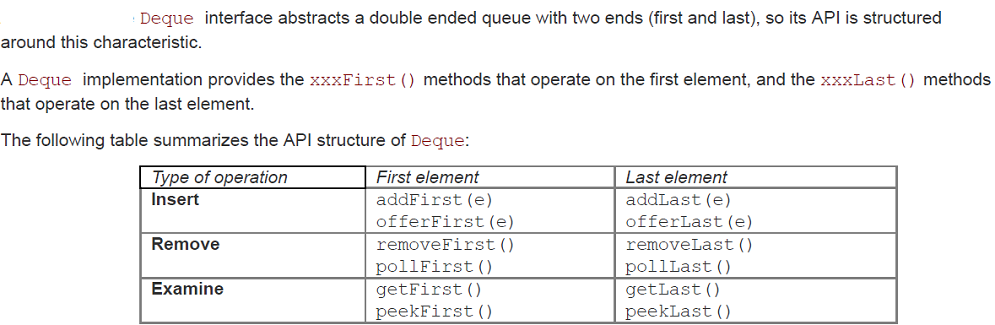 Deque interface abstracts a double ended queue with two ends (first and last), so its API is structured
around this characteristic.
A Deque implementation provides the xxxFirst() methods that operate on the first element, and the xxxLast() methods
that operate on the last element.
The following table summarizes the API structure of Deque:
Type of operation First element Last element
Insert addFirst(e) addLast(e)
offerFirst(e) offerLast(e)
Remove removeFirst() removeLast()
pollFirst() pollLast()
Examine getFirst() getLast()
peekFirst() peekLast()